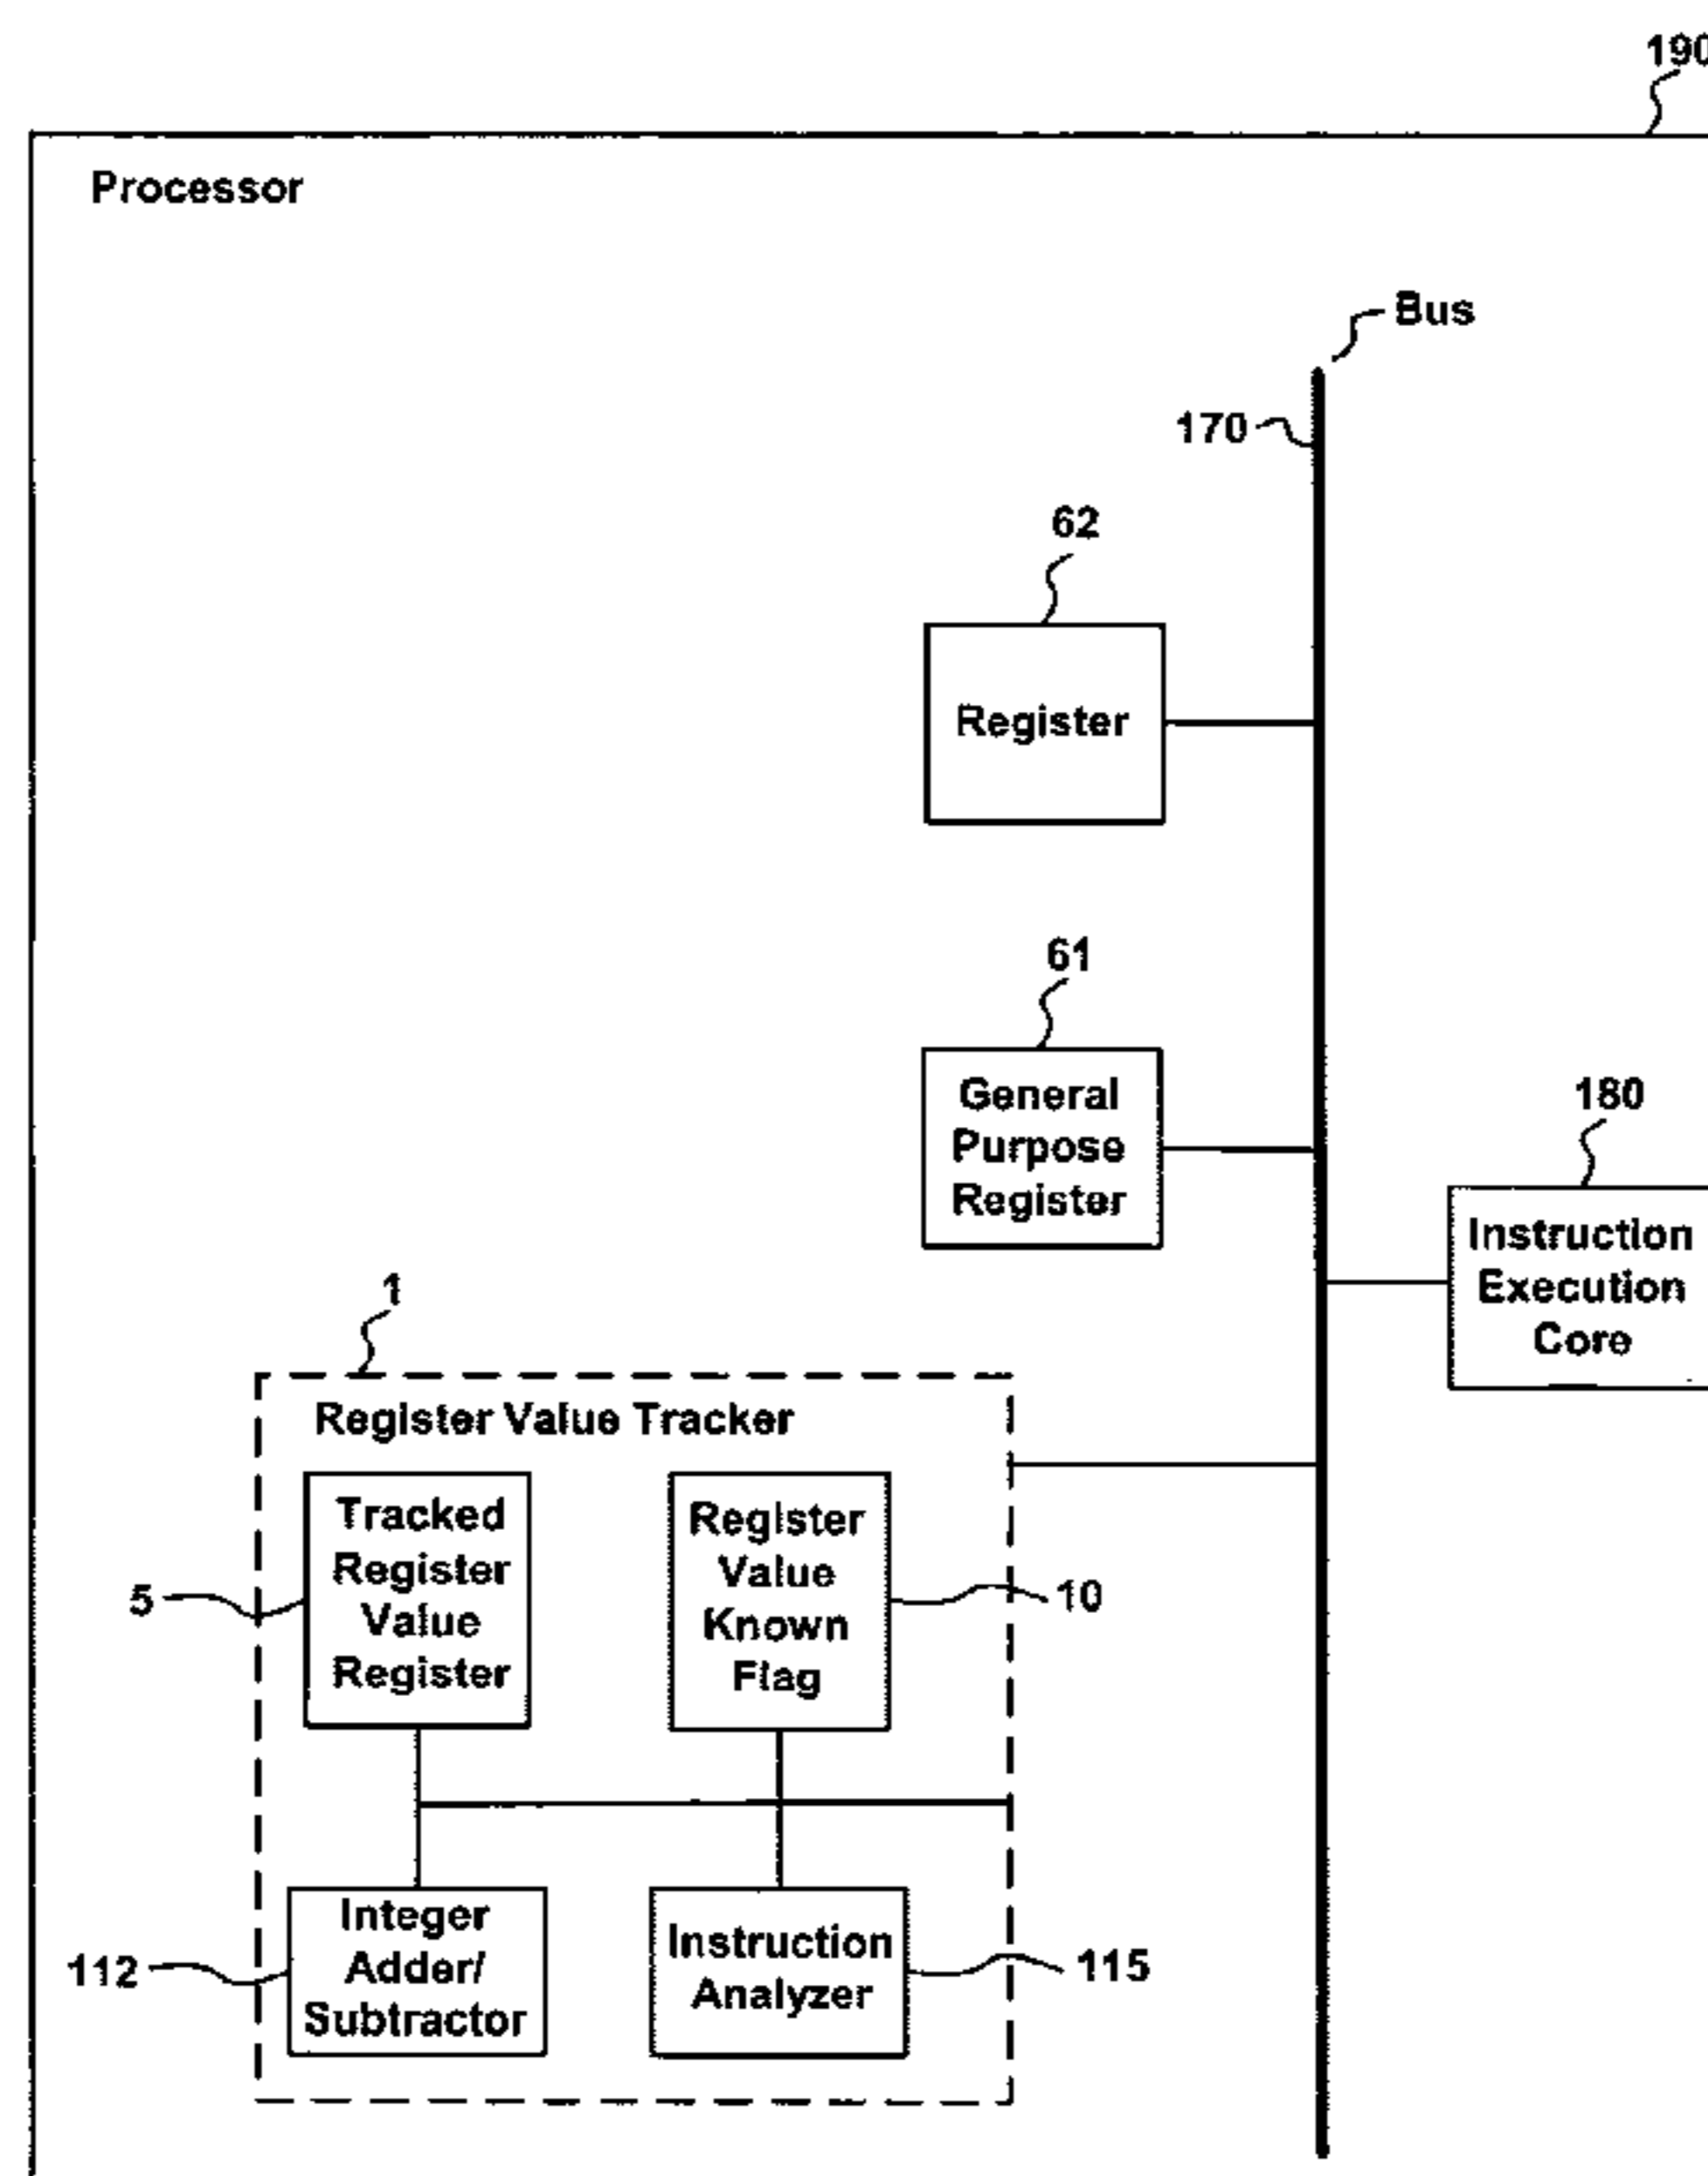 190
Processor
Bus
170
62
Register
61
General
Purpose
Register
180
Instruction
Execution
Core
1
Register Value Tracker
Tracked
Register
Value
Register
5
Register
Value
Known
Flag
10
Integer
Adder/
Subtractor
112
Instruction
Analyzer
115